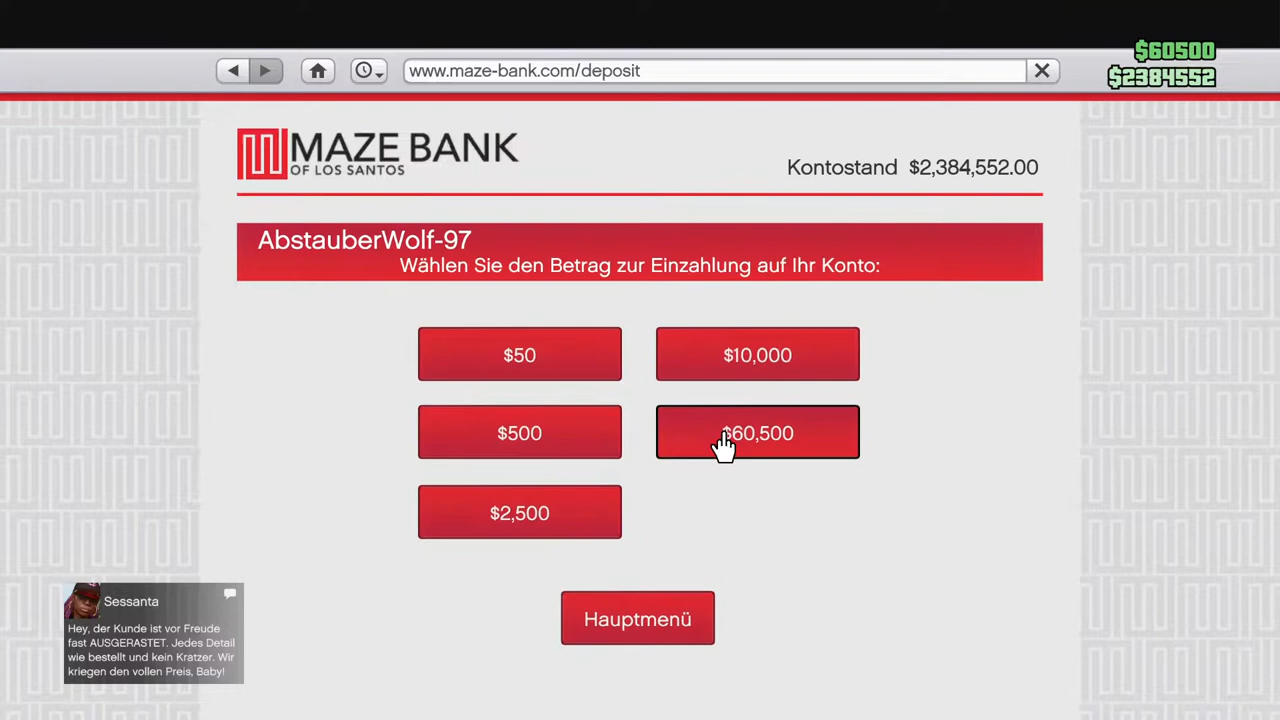 $60500
$2384552
www.maze-bank.com/deposit
MAZE BANK
OF LOS SANTOS
Kontostand $2,384,552.00
AbstauberWolf-97
Wählen Sie den Betrag zur Einzahlung auf Ihr Konto:
$50
$10,000
$500
$60,500
$2,500
Hauptmenü
Sessanta
Hey, der Kunde ist vor Freude
fast AUSGERASTET. Jedes Detail
wie bestellt und kein Kratzer. Wir
kriegen den vollen Preis, Baby!